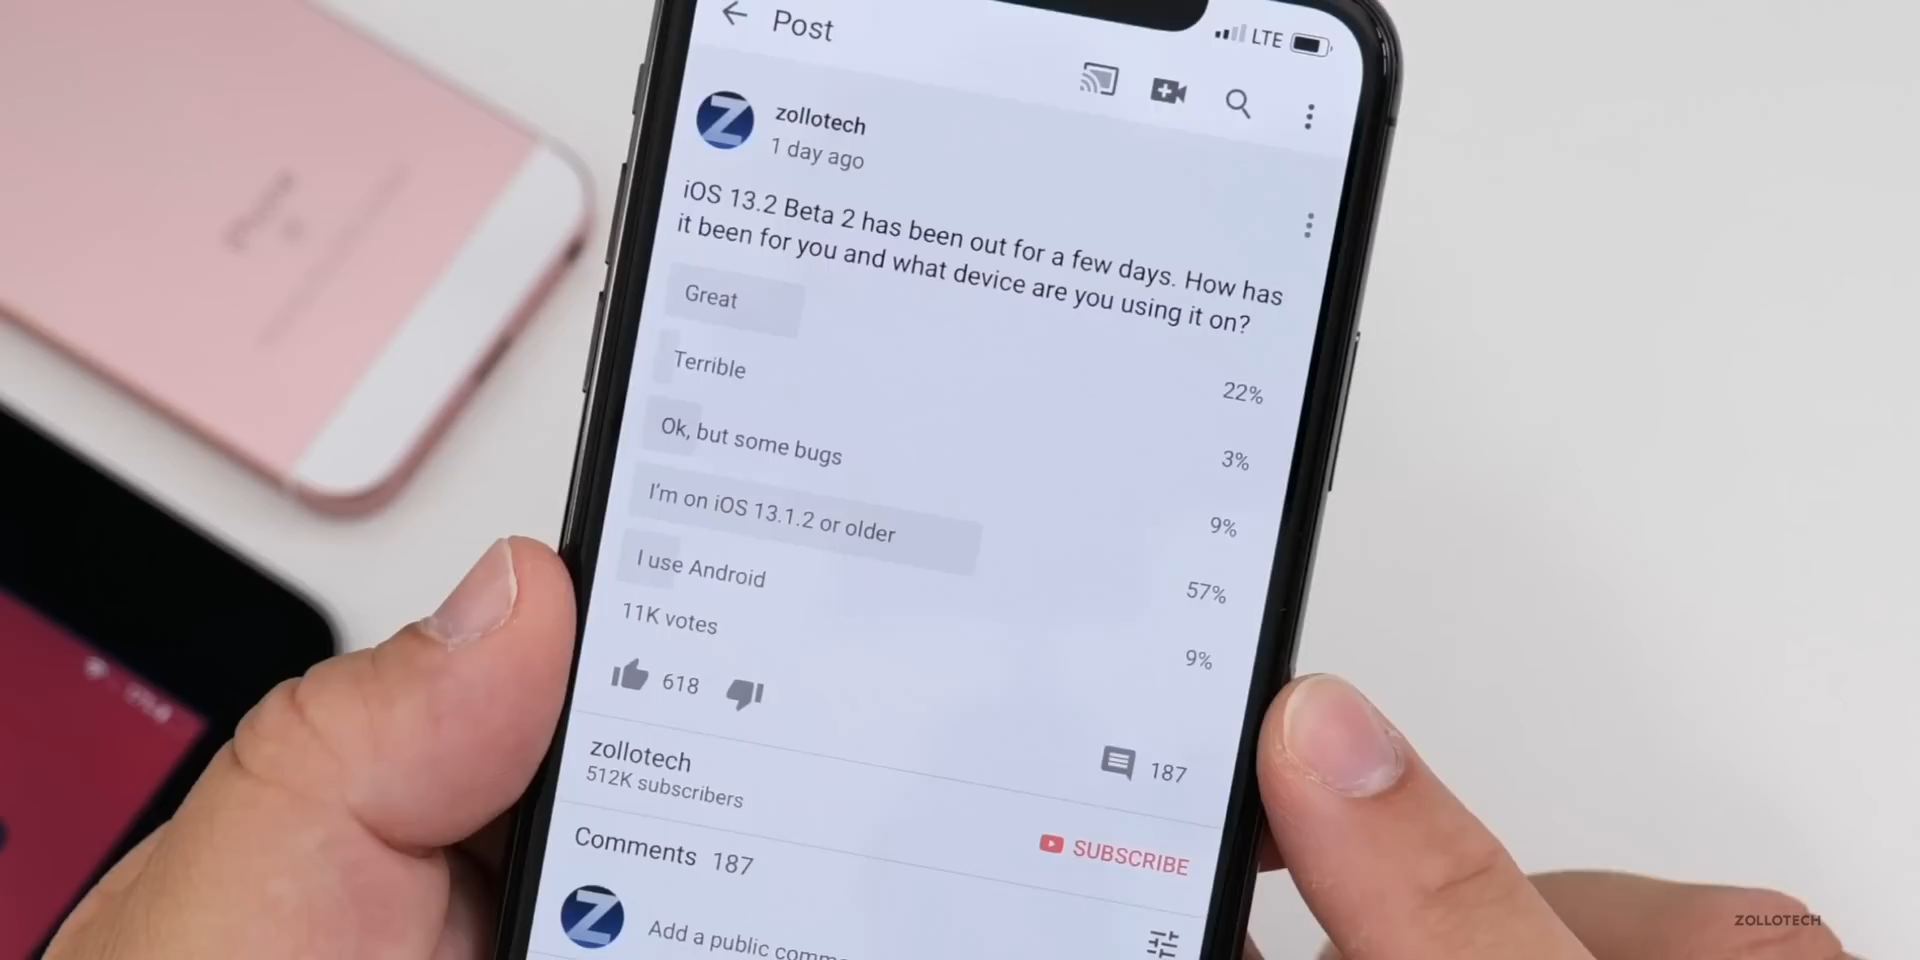 Post
LTE
zollotech
1 day ago
iOS 13.2 Beta 2 has been out for a few days. How has
it been for you and what device are you using it on?
Great 22%
Terrible 3%
Ok, but some bugs 9%
I'm on iOS 13.1.2 or older 57%
I use Android 9%
11K votes
618
187
zollotech
512K subscribers
SUBSCRIBE
Comments 187
Z
Add a public comm
ZOLLOTECH